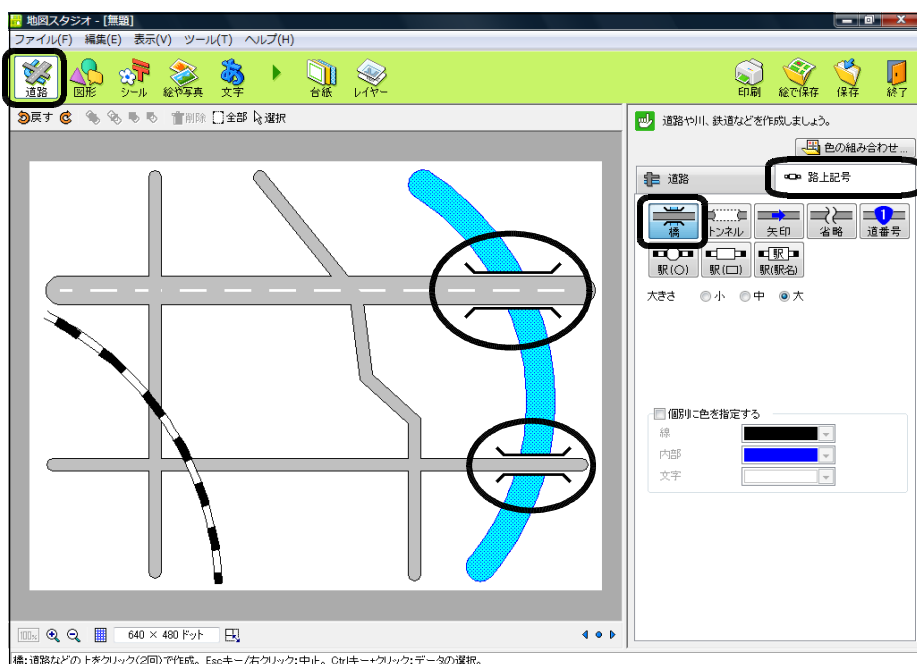 地図スタジオ - [無題]
ファイル(F) 編集(E) 表示(V) ツール(T) ヘルプ(H)
道路 図形 シール 絵や写真 文字 台紙 レイヤー 印刷 絵で保存 保存 終了
戻す 削除 全部 選択
道路や川、鉄道などを作成しましょう。
色の組み合わせ...
道路 路上記号
橋 トンネル 矢印 省略 1 道番号
駅(○) 駅(□) 駅 駅(駅名)
大きさ 小 中 大
個別に色を指定する
線
内部
文字
100% 640 × 480 ドット
橋:道路などの上をクリック(2回)で作成。Escキー/右クリック:中止。Ctrlキー+クリック:データの選択。